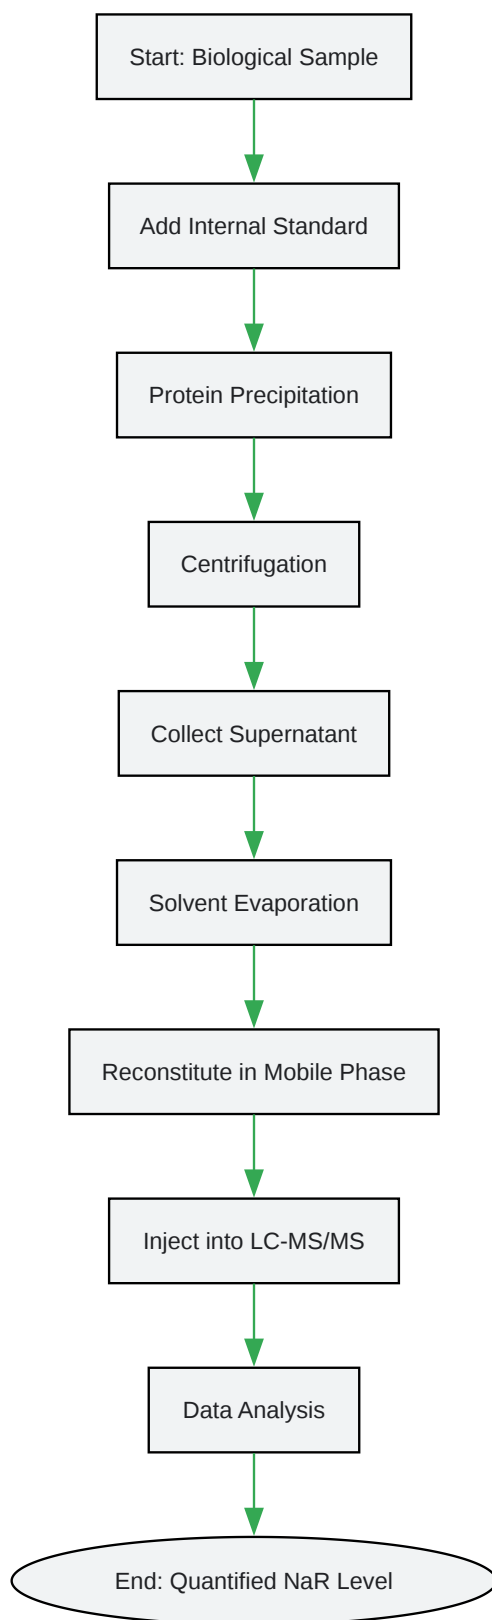 Start: Biological Sample
Add Internal Standard
Protein Precipitation
Centrifugation
Collect Supernatant
Solvent Evaporation
Reconstitute in Mobile Phase
Inject into LC-MS/MS
Data Analysis
End: Quantified NaR Level